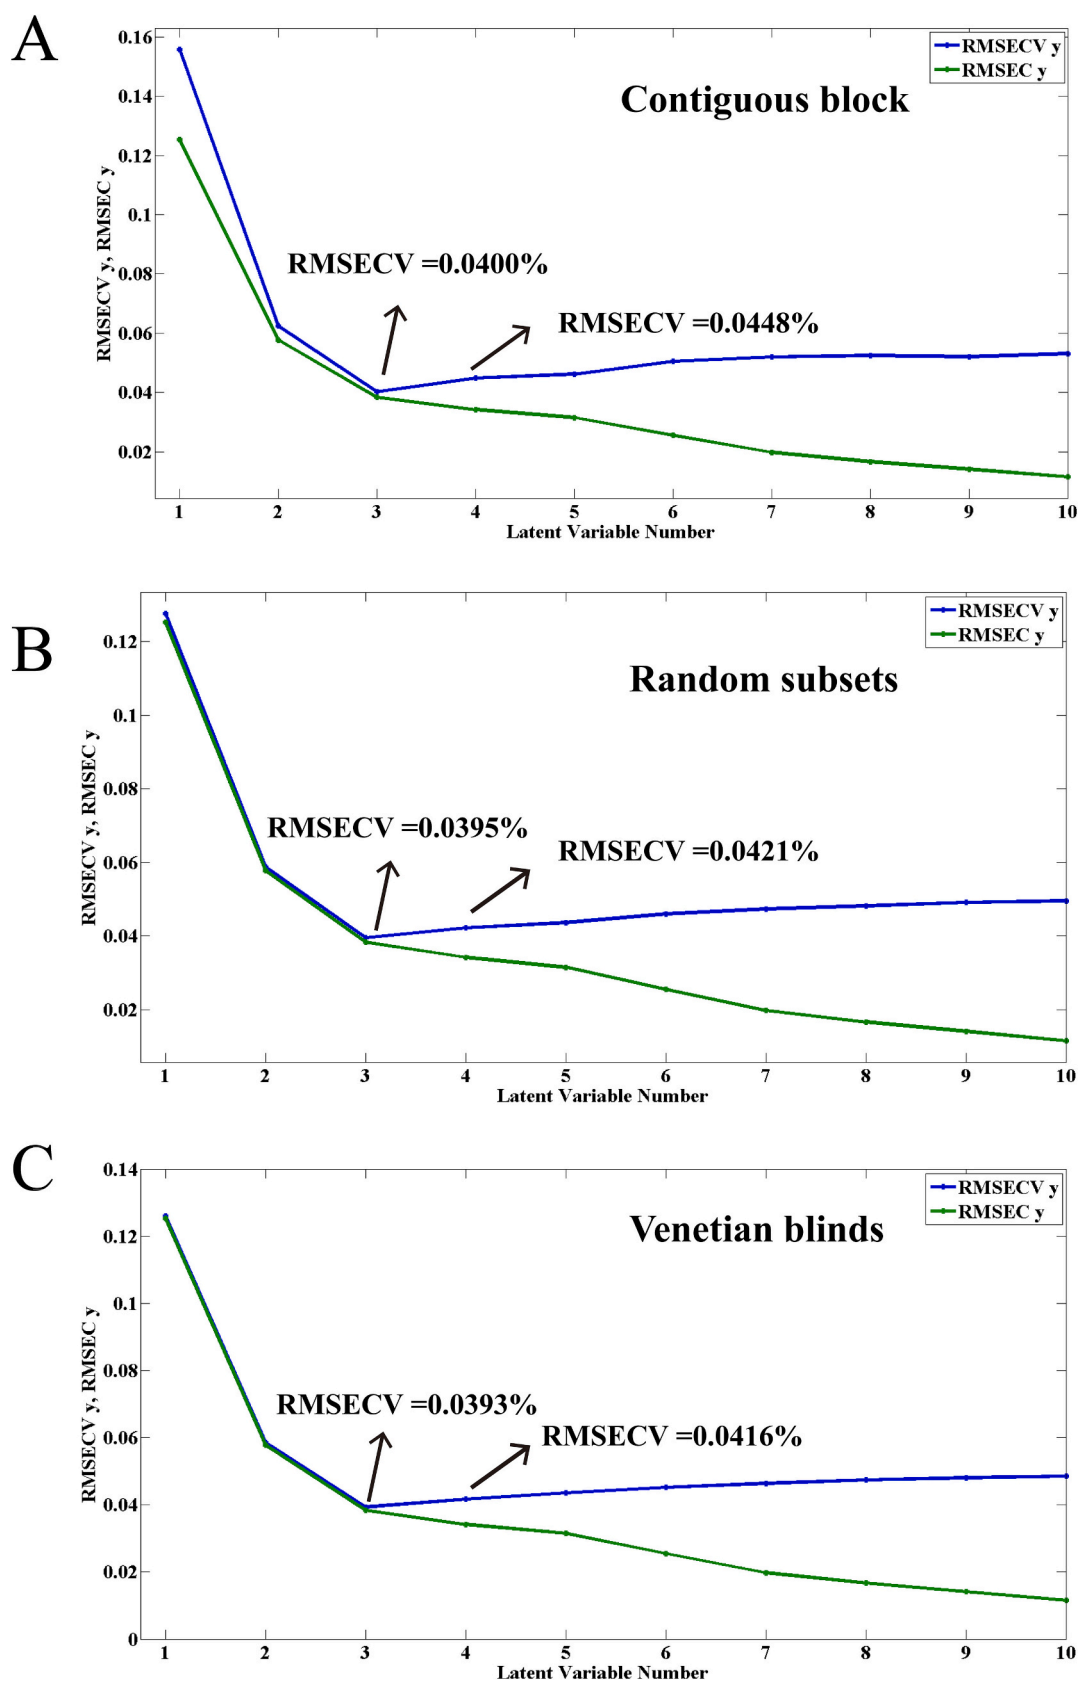 A
0.16
0.14
0.12
0.1
0.08
0.06
0.04
0.02
RMSECV y, RMSEC y
RMSECV y
RMSEC y
Contiguous block
RMSECV =0.0400%
RMSECV =0.0448%
1 2 3 4 5 6 7 8 9 10
Latent Variable Number
B
0.12
0.1
0.08
0.06
0.04
0.02
RMSECV y, RMSEC y
RMSECV y
RMSEC y
Random subsets
RMSECV =0.0395%
RMSECV =0.0421%
1 2 3 4 5 6 7 8 9 10
Latent Variable Number
C
0.14
0.12
0.1
0.08
0.06
0.04
0.02
0
RMSECV y, RMSEC y
RMSECV y
RMSEC y
Venetian blinds
RMSECV =0.0393%
RMSECV =0.0416%
1 2 3 4 5 6 7 8 9 10
Latent Variable Number